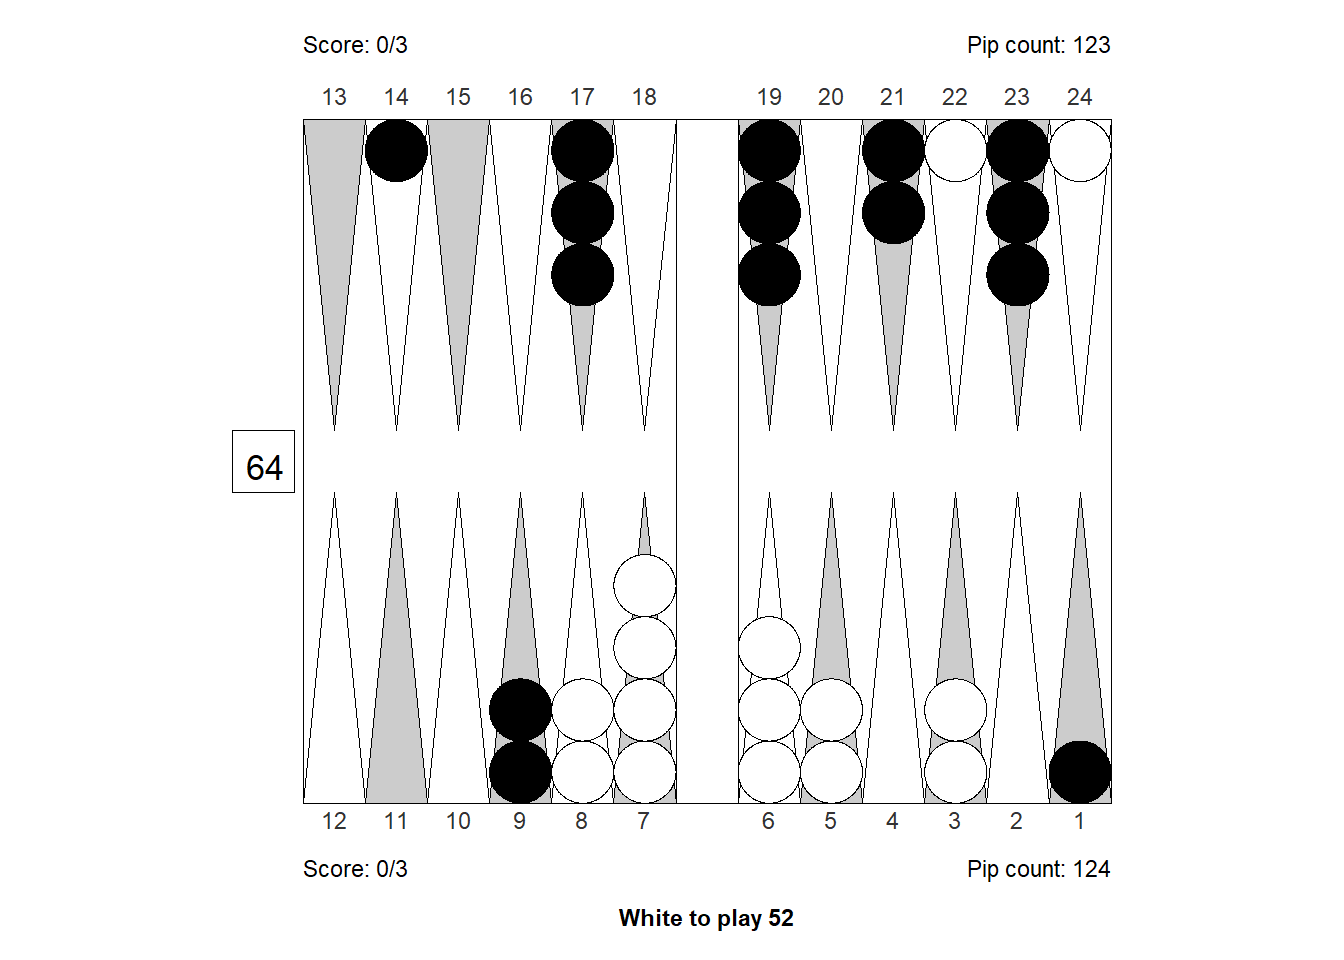 Score: 0/3 Pip count: 123
13 14 15 16 17 18 19 20 21 22 23 24
64
12 11 10 9 8 7 6 5 4 3 2 1
Score: 0/3 Pip count: 124
White to play 52